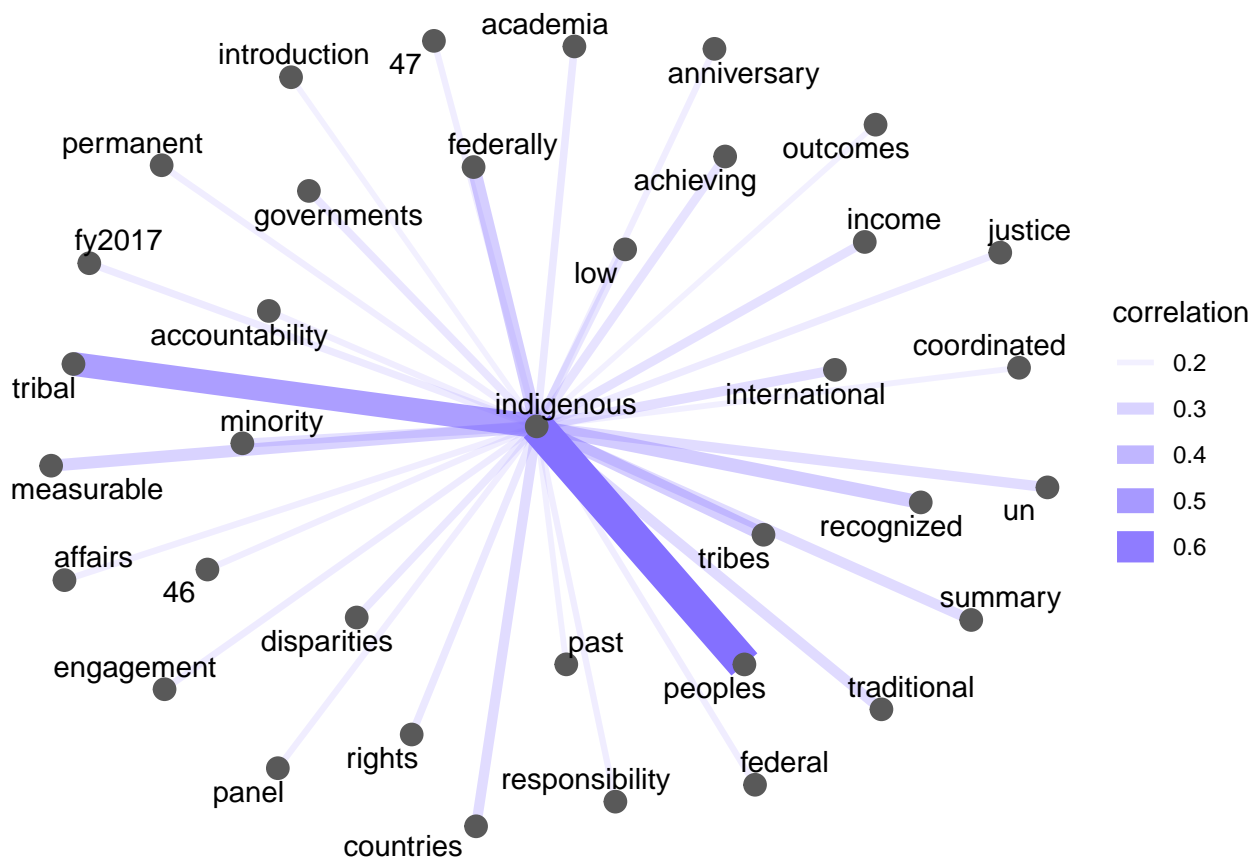 academia
47
introduction
anniversary
permanent
federally
outcomes
achieving
governments
income
justice
fy2017
low
accountability
correlation
tribal
coordinated
0.2
international
indigenous
minority
0.3
0.4
measurable
0.5
recognized
un
0.6
tribes
affairs
46
summary
disparities
past
engagement
peoples
traditional
rights
federal
responsibility
panel
countries